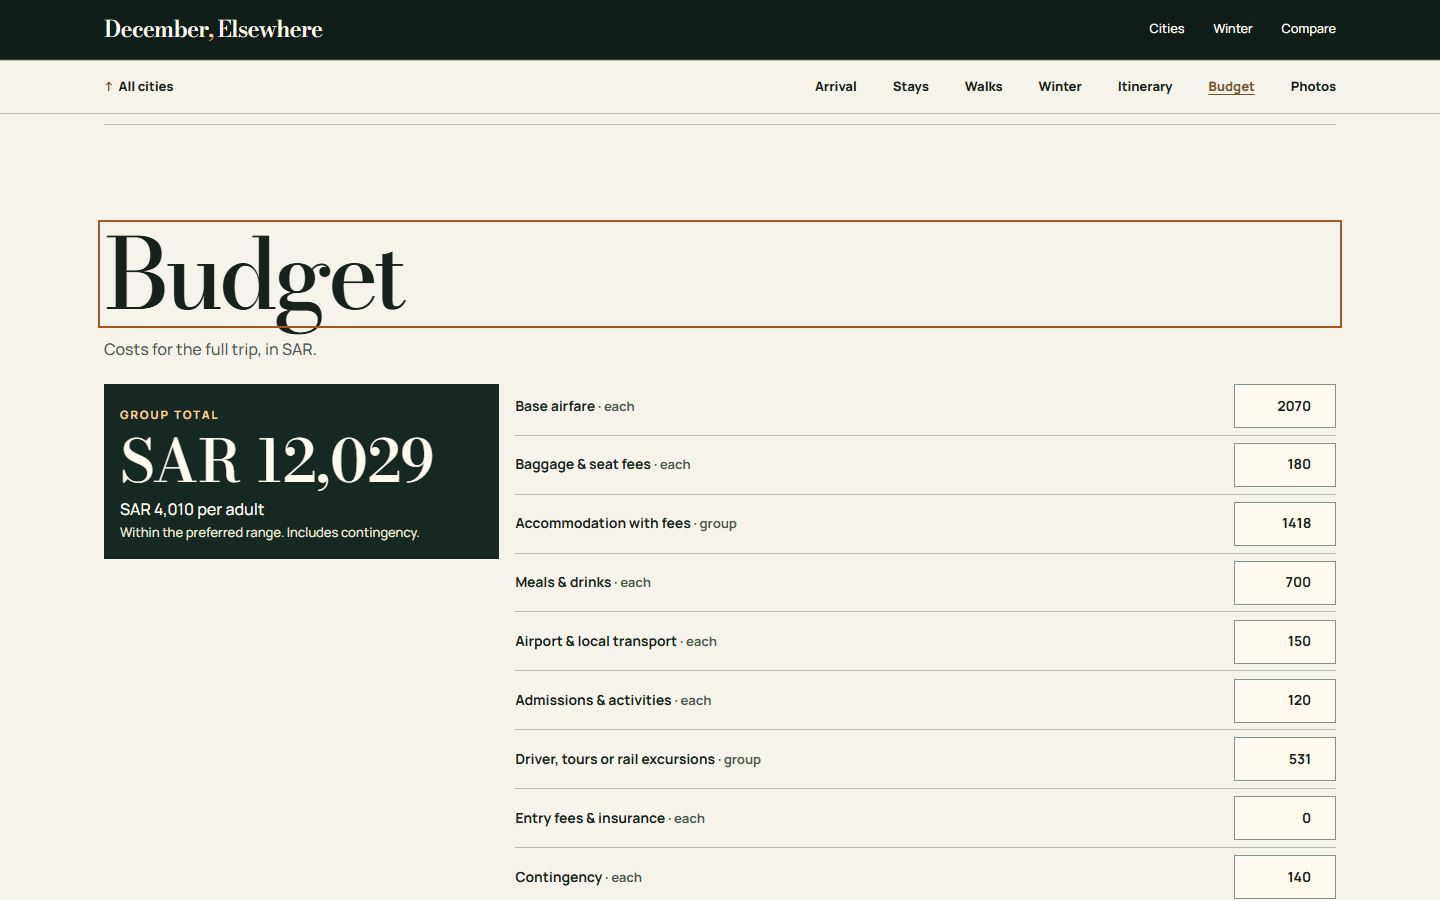 December, Elsewhere
Cities Winter Compare
↑ All cities
Arrival Stays Walks Winter Itinerary Budget Photos
Budget
Costs for the full trip, in SAR.
GROUP TOTAL
SAR 12,029
SAR 4,010 per adult
Within the preferred range. Includes contingency.
Base airfare · each 2070
Baggage & seat fees · each 180
Accommodation with fees · group 1418
Meals & drinks · each 700
Airport & local transport · each 150
Admissions & activities · each 120
Driver, tours or rail excursions · group 531
Entry fees & insurance · each 0
Contingency · each 140